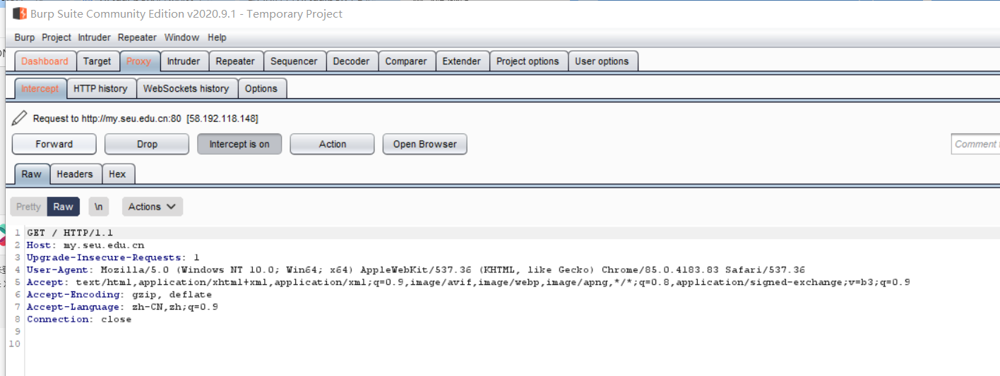 Burp Suite Community Edition v2020.9.1 - Temporary Project
Burp Project Intruder Repeater Window Help
Dashboard Target Proxy Intruder Repeater Sequencer Decoder Comparer Extender Project options User options
Intercept HTTP history WebSockets history Options
Request to http://my.seu.edu.cn:80 [58.192.118.148]
Forward Drop Intercept is on Action Open Browser Comment
Raw Headers Hex
Pretty Raw \n Actions
1 GET / HTTP/1.1
2 Host: my.seu.edu.cn
3 Upgrade-Insecure-Requests: 1
4 User-Agent: Mozilla/5.0 (Windows NT 10.0; Win64; x64) AppleWebKit/537.36 (KHTML, like Gecko) Chrome/85.0.4183.83 Safari/537.36
5 Accept: text/html,application/xhtml+xml,application/xml;q=0.9,image/avif,image/webp,image/apng,*/*;q=0.8,application/signed-exchange;v=b3;q=0.9
6 Accept-Encoding: gzip, deflate
7 Accept-Language: zh-CN,zh;q=0.9
8 Connection: close
9
10